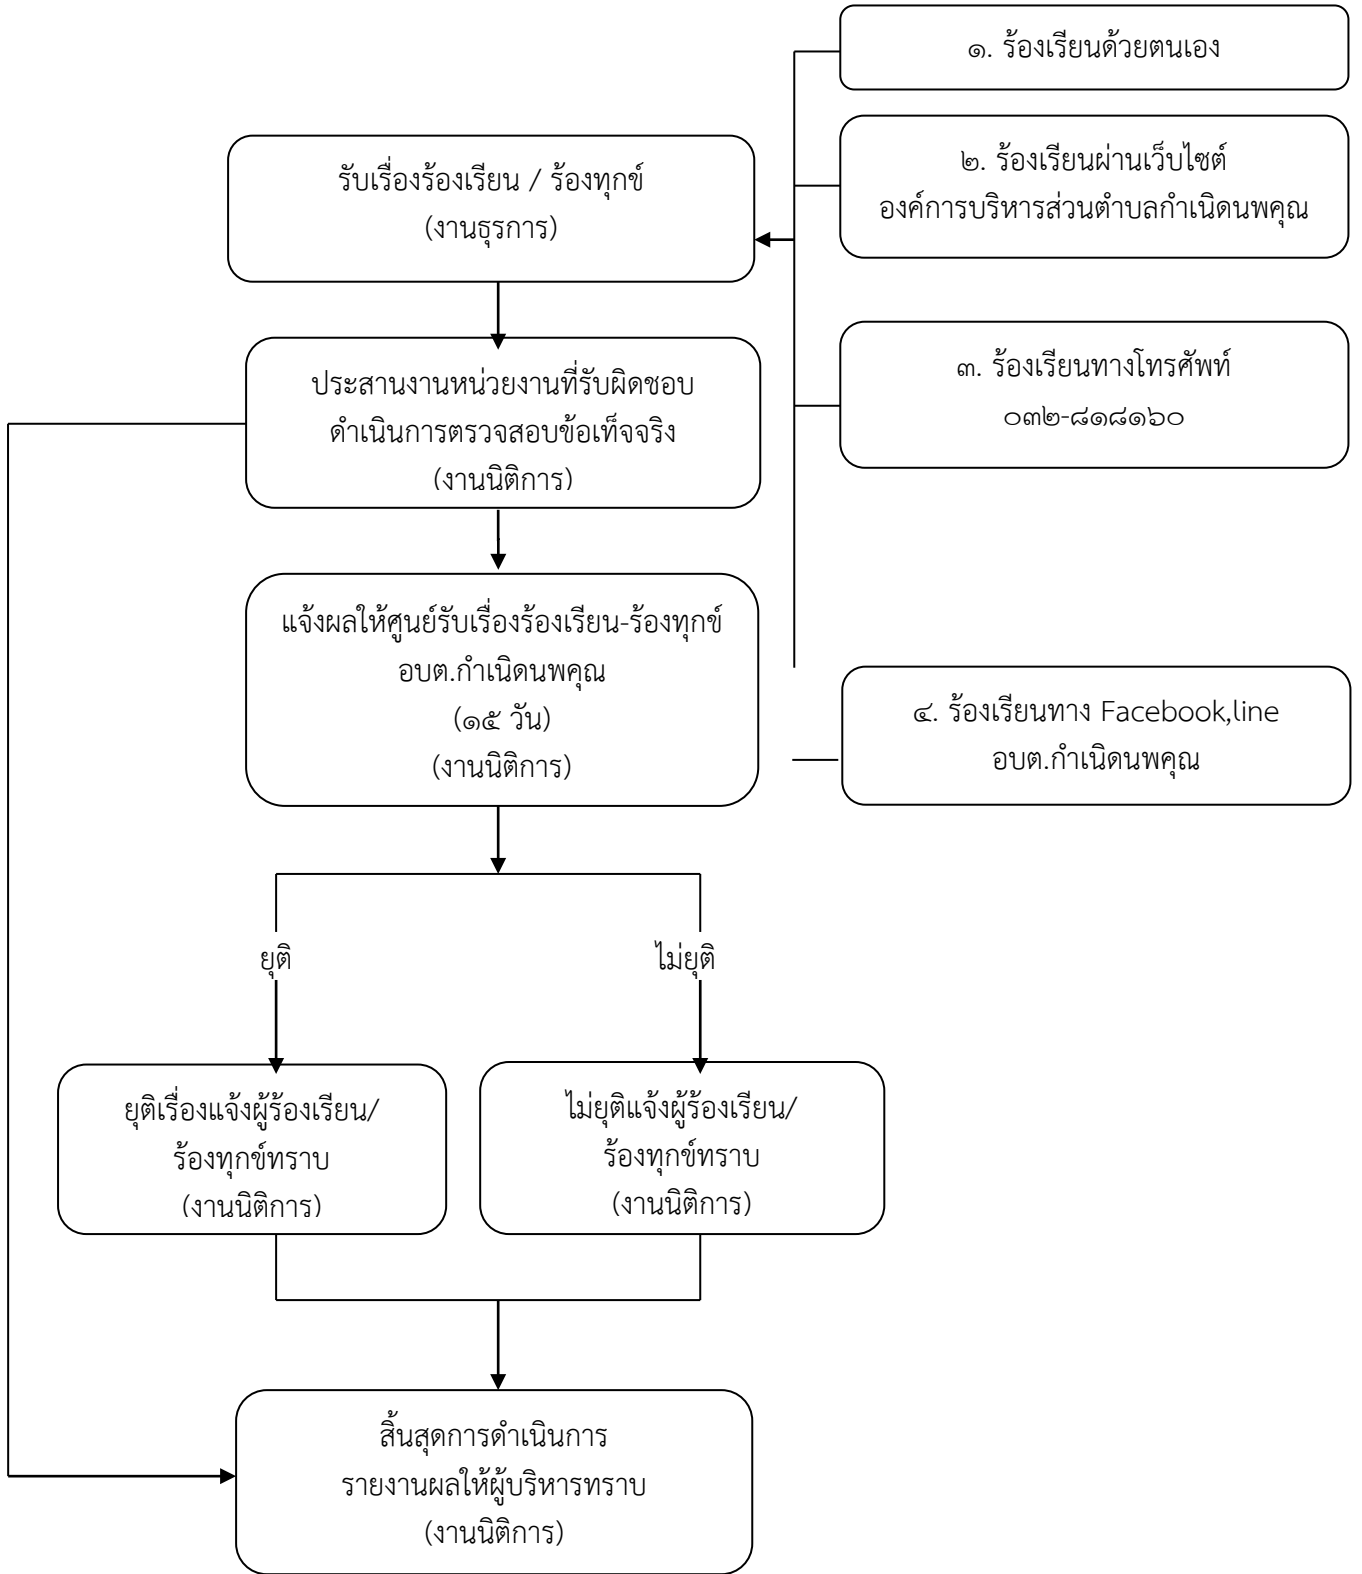 ๑. ร้องเรียนด้วยตนเอง
๒. ร้องเรียนผ่านเว็บไซต์
องค์การบริหารส่วนตำบลกำเนิดนพคุณ
รับเรื่องร้องเรียน / ร้องทุกข์
(งานธุรการ)
๓. ร้องเรียนทางโทรศัพท์
๐๓๒-๘๑๘๑๖๐
ประสานงานหน่วยงานที่รับผิดชอบ
ดำเนินการตรวจสอบข้อเท็จจริง
(งานนิติการ)
แจ้งผลให้ศูนย์รับเรื่องร้องเรียน-ร้องทุกข์
อบต.กำเนิดนพคุณ
(๑๕ วัน)
(งานนิติการ)
๔. ร้องเรียนทาง Facebook,line
อบต.กำเนิดนพคุณ
ยุติ
ไม่ยุติ
ยุติเรื่องแจ้งผู้ร้องเรียน/
ร้องทุกข์ทราบ
(งานนิติการ)
ไม่ยุติแจ้งผู้ร้องเรียน/
ร้องทุกข์ทราบ
(งานนิติการ)
สิ้นสุดการดำเนินการ
รายงานผลให้ผู้บริหารทราบ
(งานนิติการ)